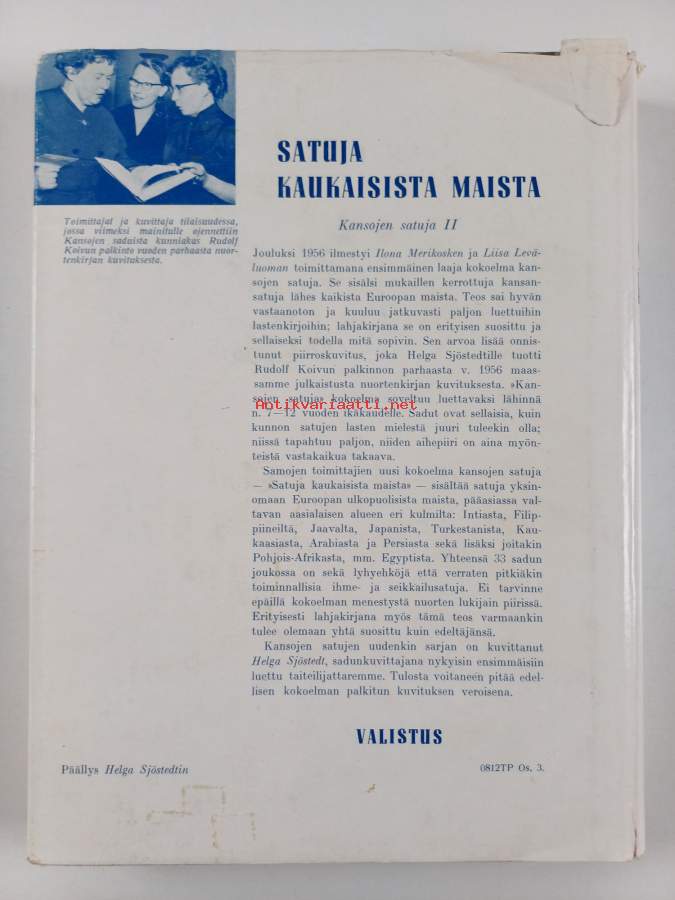 SATUJA
KAUKAISISTA MAISTA
Kansojen satuja II
Toimittajat ja kuvittaja tilaisuudessa,
jossa viimeksi mainitulle ojennettiin
Kansojen saduista kunniakas Rudolf
Koivun palkinto vuoden parhaasta nuor-
tenkirjan kuvituksesta.
Jouluksi 1956 ilmestyi Ilona Merikosken ja Liisa Levä-
luoman toimittamana ensimmäinen laaja kokoelma kan-
sojen satuja. Se sisälsi mukaillen kerrottuja kansan-
satuja lähes kaikista Euroopan maista. Teos sai hyvän
vastaanoton ja kuuluu jatkuvasti paljon luettuihin
lastenkirjoihin; lahjakirjana se on erityisen suosittu ja
sellaiseksi todella mitä sopivin. Sen arvoa lisää onnis-
tunut piirroskuvitus, joka Helga Sjöstedtille tuotti
Rudolf Koivun palkinnon parhaasta v. 1956 maas-
samme julkaistusta nuortenkirjan kuvituksesta. »Kan-
sojen satuja» kokoelma soveltuu luettavaksi lähinnä
Antikvariaatti.net
n. 7—12 vuoden ikäkaudelle. Sadut ovat sellaisia, kuin
kunnon satujen lasten mielestä juuri tuleekin olla;
niissä tapahtuu paljon, niiden aihepiiri on aina myön-
teistä vastakaikua takaava.
Samojen toimittajien uusi kokoelma kansojen satuja
— »Satuja kaukaisista maista» — sisältää satuja yksin-
omaan Euroopan ulkopuolisista maista, pääasiassa val-
tavan aasialaisen alueen eri kulmilta: Intiasta, Filip-
piineiltä, Jaavalta, Japanista, Turkestanista, Kau-
kaasiasta, Arabiasta ja Persiasta sekä lisäksi joitakin
Pohjois-Afrikasta, mm. Egyptista. Yhteensä 33 sadun
joukossa on sekä lyhyehköjä että verraten pitkiäkin
toiminnallisia ihme- ja seikkailusatuja. Ei tarvinne
epäillä kokoelman menestystä nuorten lukijain piirissä.
Erityisesti lahjakirjana myös tämä teos varmaankin
tulee olemaan yhtä suosittu kuin edeltäjänsä.
Kansojen satujen uudenkin sarjan on kuvittanut
Helga Sjöstedt, sadunkuvittajana nykyisin ensimmäisiin
luettu taiteilijattaremme. Tulosta voitaneen pitää edel-
lisen kokoelman palkitun kuvituksen veroisena.
VALISTUS
Päällys Helga Sjöstedtin
0812TP Os. 3.